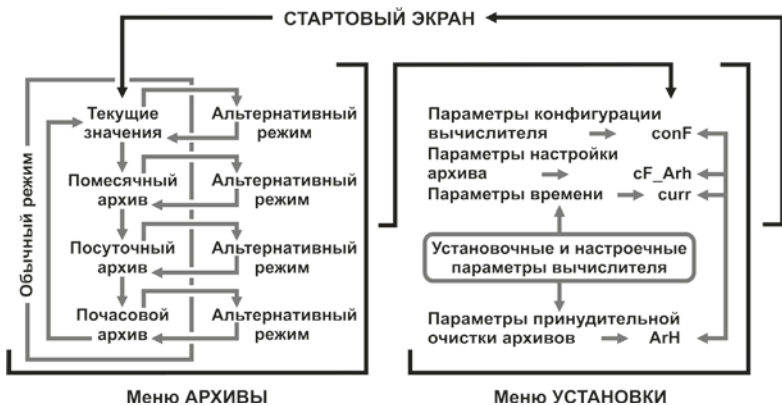 СТАРТОВЫЙ ЭКРАН
Обычный режим
Текущие
значения
Альтернативный
режим
Помесячный
архив
Альтернативный
режим
Посуточный
архив
Альтернативный
режим
Почасовой
архив
Альтернативный
режим
Меню АРХИВЫ
Параметры конфигурации
вычислителя
conF
Параметры настройки
архива
cF_Arh
Параметры времени
curr
Установочные и настроечные
параметры вычислителя
Параметры принудительной
очистки архивов
ArH
Меню УСТАНОВКИ